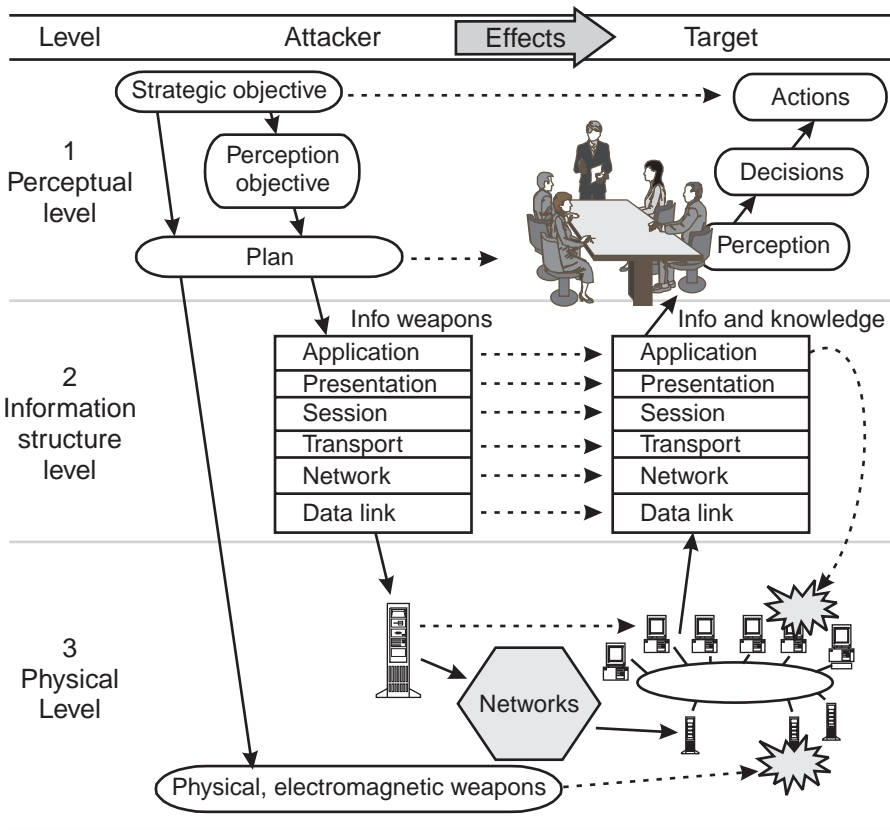 Level Attacker Effects Target
Strategic objective
Actions
1
Perceptual
level
Perception
objective
Decisions
Plan
Perception
Info weapons
Info and knowledge
2
Information
structure
level
Application
Presentation
Session
Transport
Network
Data link
Application
Presentation
Session
Transport
Network
Data link
3
Physical
Level
Networks
Physical, electromagnetic weapons